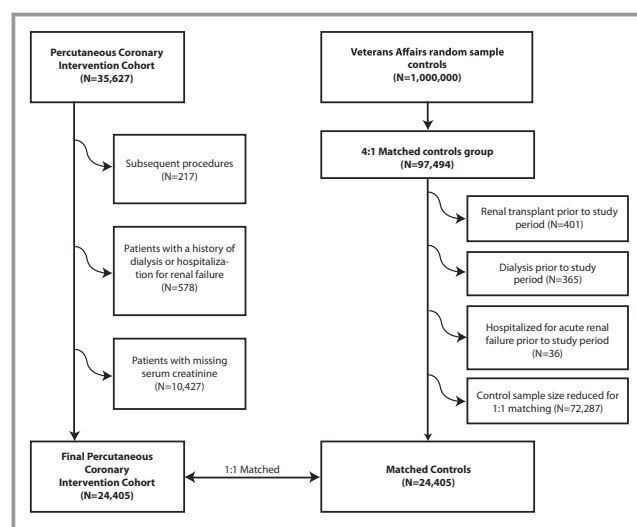 Percutaneous Coronary
Intervention Cohort
(N=35,627)
Subsequent procedures
(N=217)
Patients with a history of
dialysis or hospitaliza-
tion for renal failure
(N=578)
Patients with missing
serum creatinine
(N=10,427)
Final Percutaneous
Coronary
Intervention Cohort
(N=24,405)
1:1 Matched
Veterans Affairs random sample
controls
(N=1,000,000)
4:1 Matched controls group
(N=97,494)
Renal transplant prior to study
period (N=401)
Dialysis prior to study
period (N=365)
Hospitalized for acute renal
failure prior to study period
(N=36)
Control sample size reduced for
1:1 matching (N=72,287)
Matched Controls
(N=24,405)